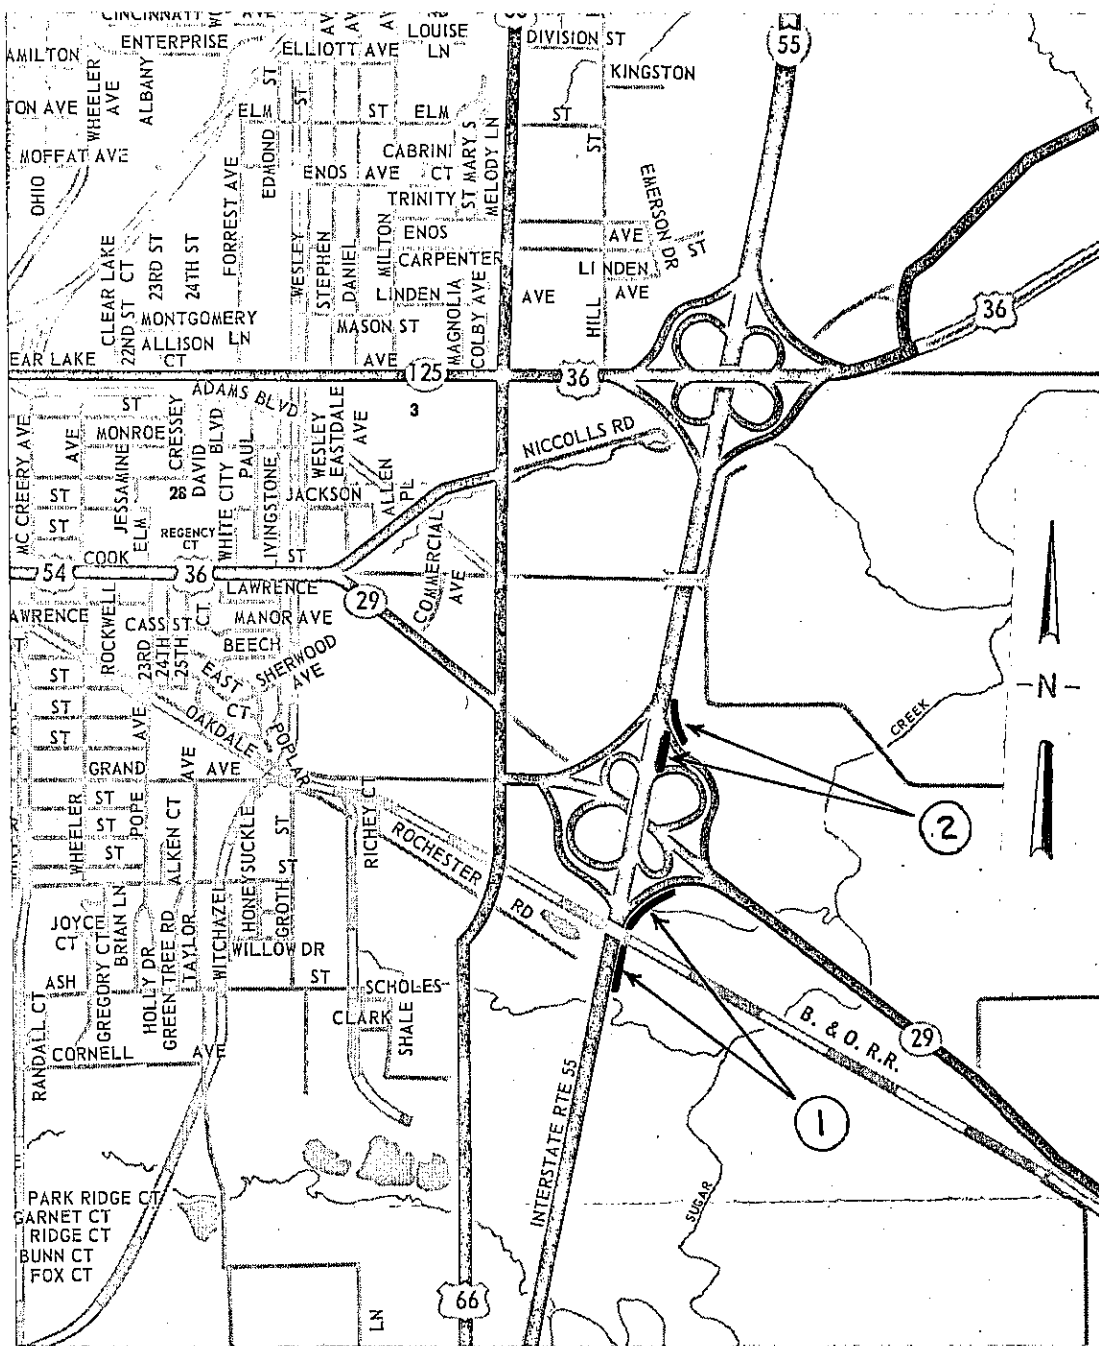 CINCINNATI AVE
ENTERPRISE
AMILTON
ELLIOTT AVE
LOUISE
LN
DIVISION ST
55
KINGSTON
WHEELER
AVE
ALBANY
TON AVE
ELM
ST
ELM
ST
EDMOND
ST
ST
ST
MOFFAT AVE
OHIO
CABRINI
CT
ENOS AVE
TRINITY
ST MARY S
MELODY LN
FORREST AVE
EMERSON DR
ST
ENOS
AVE
CARPENTER
LINDEN
AVE
LINDEN
AVE
HILL
CLEAR LAKE
22ND ST CT
23RD ST
24TH ST
MONTGOMERY
LN
ALLISON
CT
WESLEY
STEPHEN
DANIEL
MILTON
MASON ST
AVE
MAGNOLIA
COLBY AVE
EAR LAKE
125
36
36
3
ADAMS BLVD
ST
MONROE
MC CREERY AVE
AVE
ST
ST
JESSAMINE
ELM
CRESSEY
28
DAVID
WHITE CITY BLVD
PAUL
LIVINGSTONE
ST
WESLEY
EASTDALE
AVE
JACKSON
ALLEN
PL
NICCOLLS RD
REGENCY
CT
COOK
54
36
LAWRENCE
29
COMMERCIAL
AVE
AWRENCE
ROCKWELL
CASS ST
CT
MANOR AVE
BEECH
SHERWOOD
AVE
23RD
24TH
25TH
EAST
CT
ST
ST
ST
AVE
OAKDALE
POPLAR
-N-
CREEK
GRAND
AVE
AVE
ST
ST
ST
WHEELER
POPE
ALKEN CT
HONEYSUCKLE
ST
ST
GROTH
RICHEY CT
ROCHESTER
RD
2
JOYCE
CT
GREGORY CT
BRIAN LN
HOLLY DR
GREEN TREE RD
TAYLOR
WITCHAZEL
WILLOW DR
ST
ASH
SCHOLES
CLARK
SHALE
RANDALL CT
CORNELL
AVE
B. & O. R.R.
29
INTERSTATE RTE 55
1
SUGAR
PARK RIDGE CT
GARNET CT
RIDGE CT
BUNN CT
FOX CT
66
LN